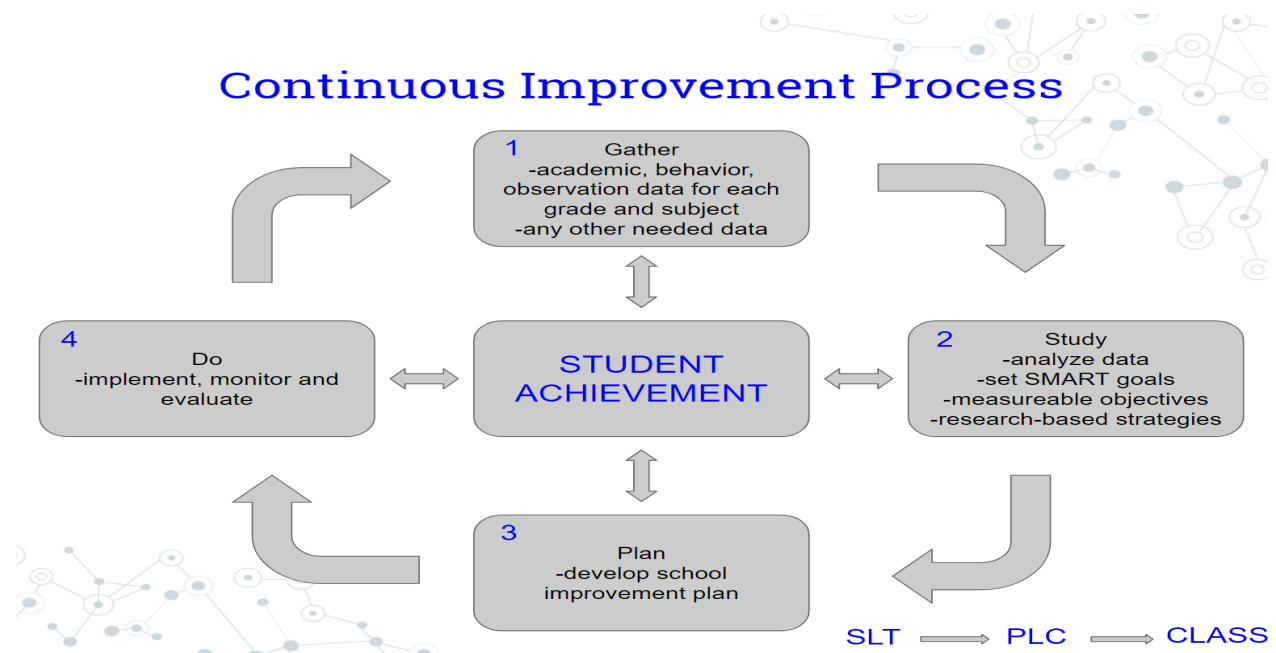 Continuous Improvement Process
1
Gather
-academic, behavior,
observation data for each
grade and subject
-any other needed data
4
Do
-implement, monitor and
evaluate
STUDENT
ACHIEVEMENT
2
Study
-analyze data
-set SMART goals
-measureable objectives
-research-based strategies
3
Plan
-develop school
improvement plan
SLT PLC CLASS